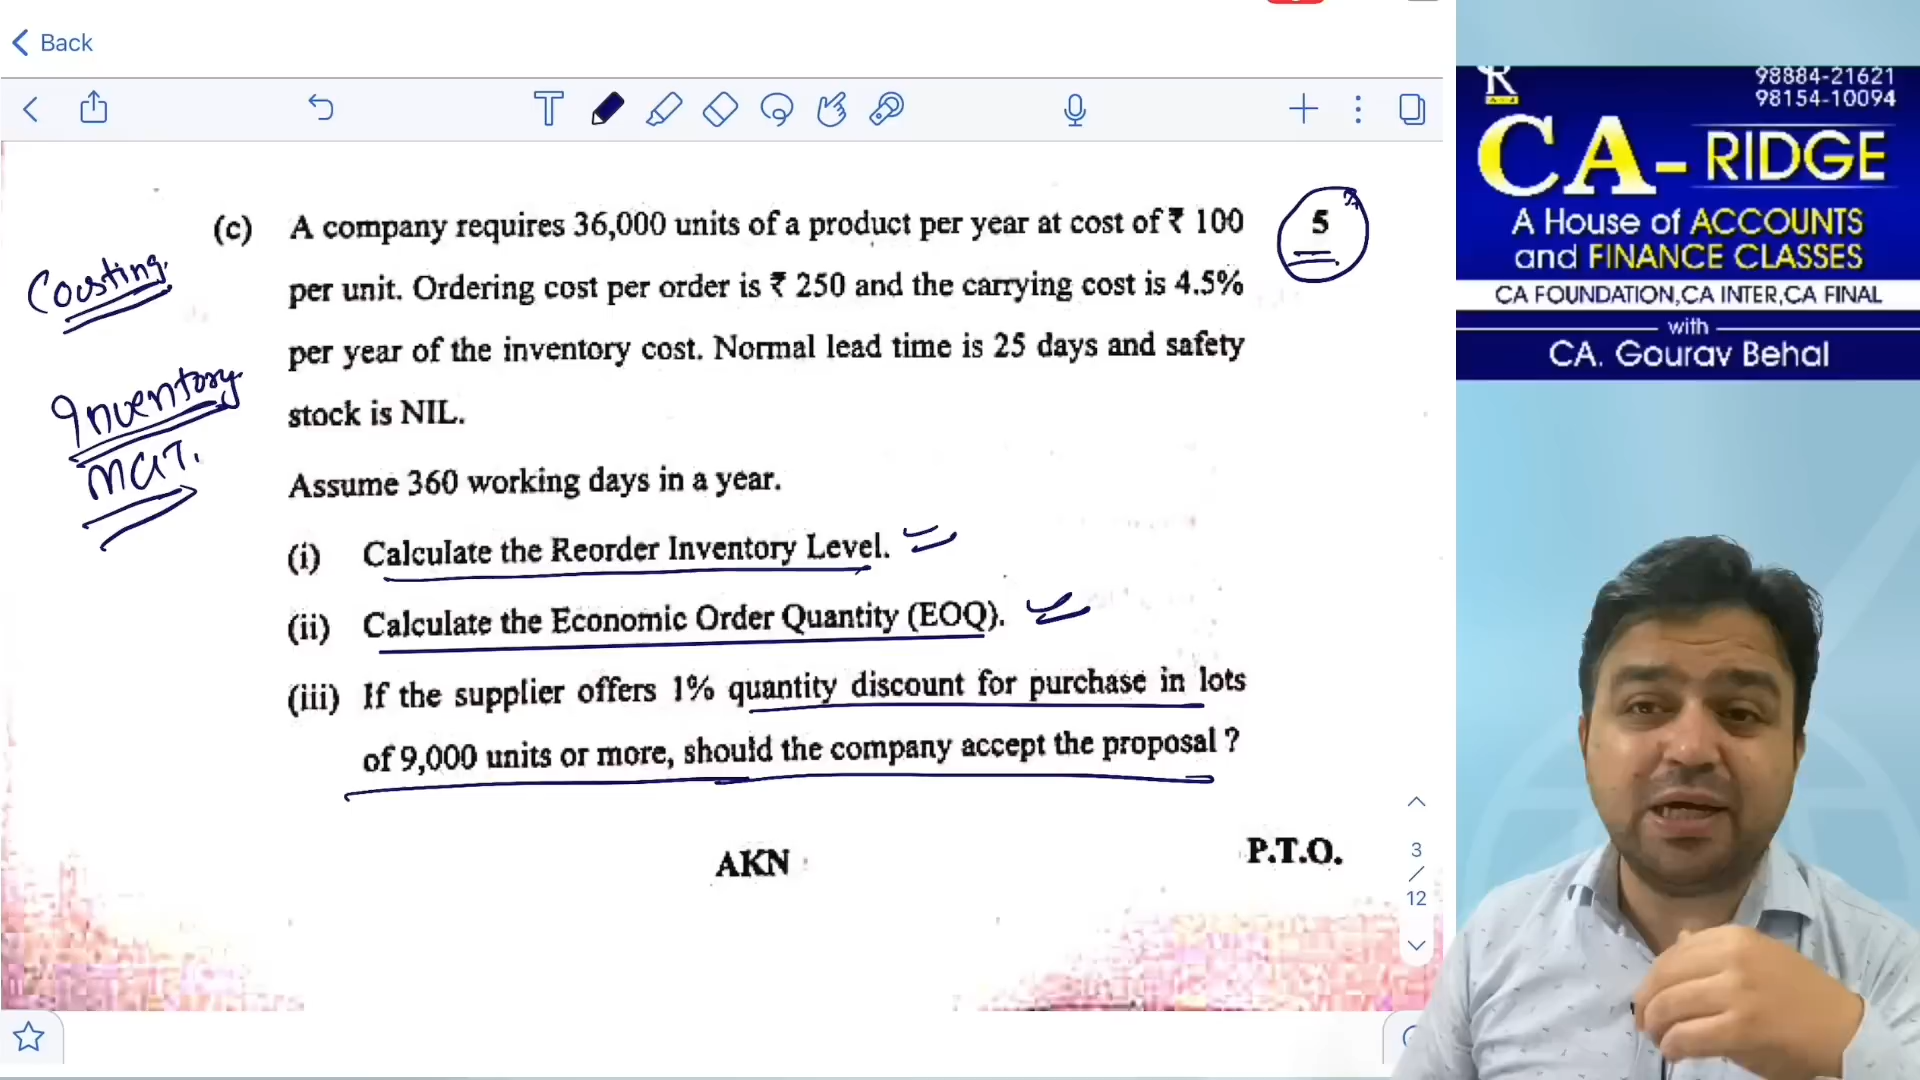 Back
98884-21621
98154-10094
CA-RIDGE
A House of ACCOUNTS
and FINANCE CLASSES
CA FOUNDATION,CA INTER,CA FINAL
with
CA. Gourav Behal
(c) A company requires 36,000 units of a product per year at cost of ₹ 100
5
per unit. Ordering cost per order is ₹ 250 and the carrying cost is 4.5%
per year of the inventory cost. Normal lead time is 25 days and safety
stock is NIL.
Costing
Inventory
Assume 360 working days in a year.
(i) Calculate the Reorder Inventory Level.
(ii) Calculate the Economic Order Quantity (EOQ).
(iii) If the supplier offers 1% quantity discount for purchase in lots
of 9,000 units or more, should the company accept the proposal ?
AKN
P.T.O.
3
/
12